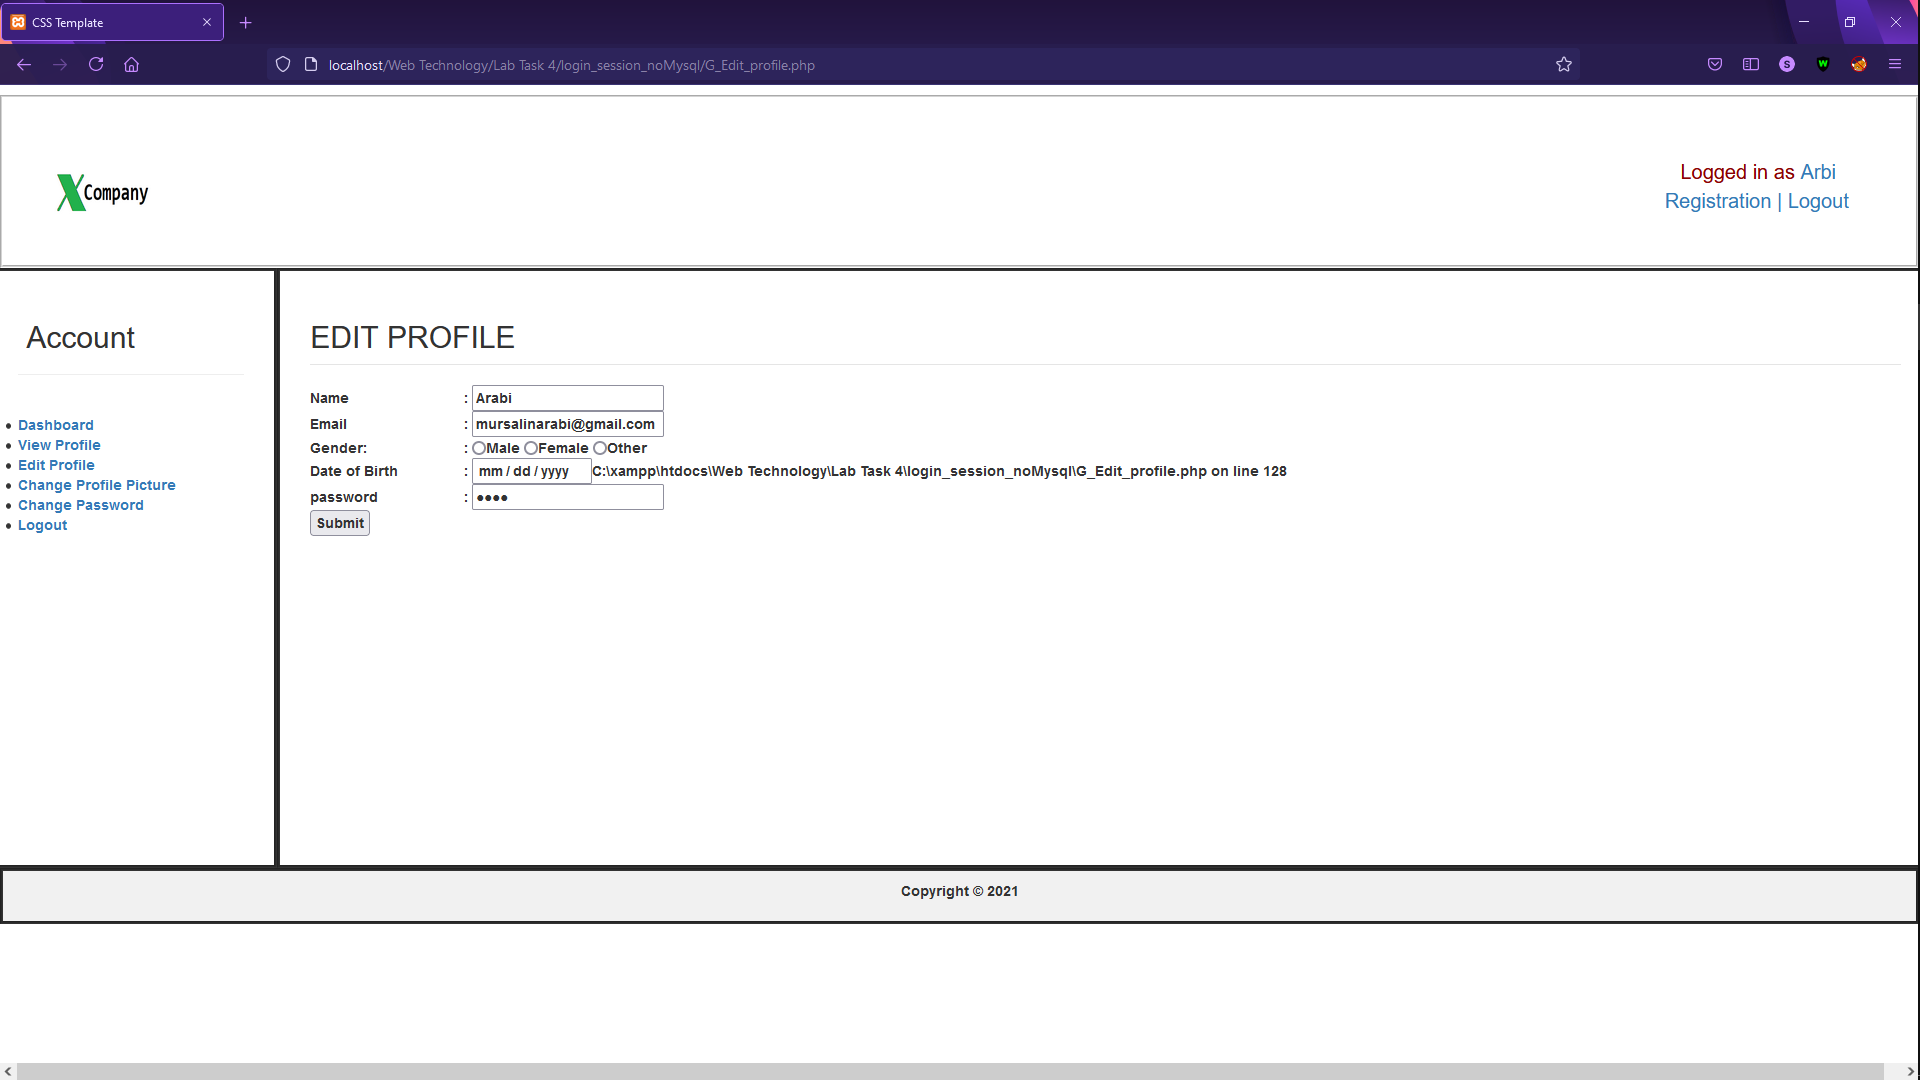 CSS Template
localhost/Web Technology/Lab Task 4/login_session_noMysql/G_Edit_profile.php
S
W
X Company
Logged in as Arbi
Registration | Logout
Account
Dashboard
View Profile
Edit Profile
Change Profile Picture
Change Password
Logout
EDIT PROFILE
Name : Arabi
Email : mursalinarabi@gmail.com
Gender: : Male Female Other
Date of Birth : mm / dd / yyyy C:\xampp\htdocs\Web Technology\Lab Task 4\login_session_noMysql\G_Edit_profile.php on line 128
password : ●●●●
Submit
Copyright © 2021